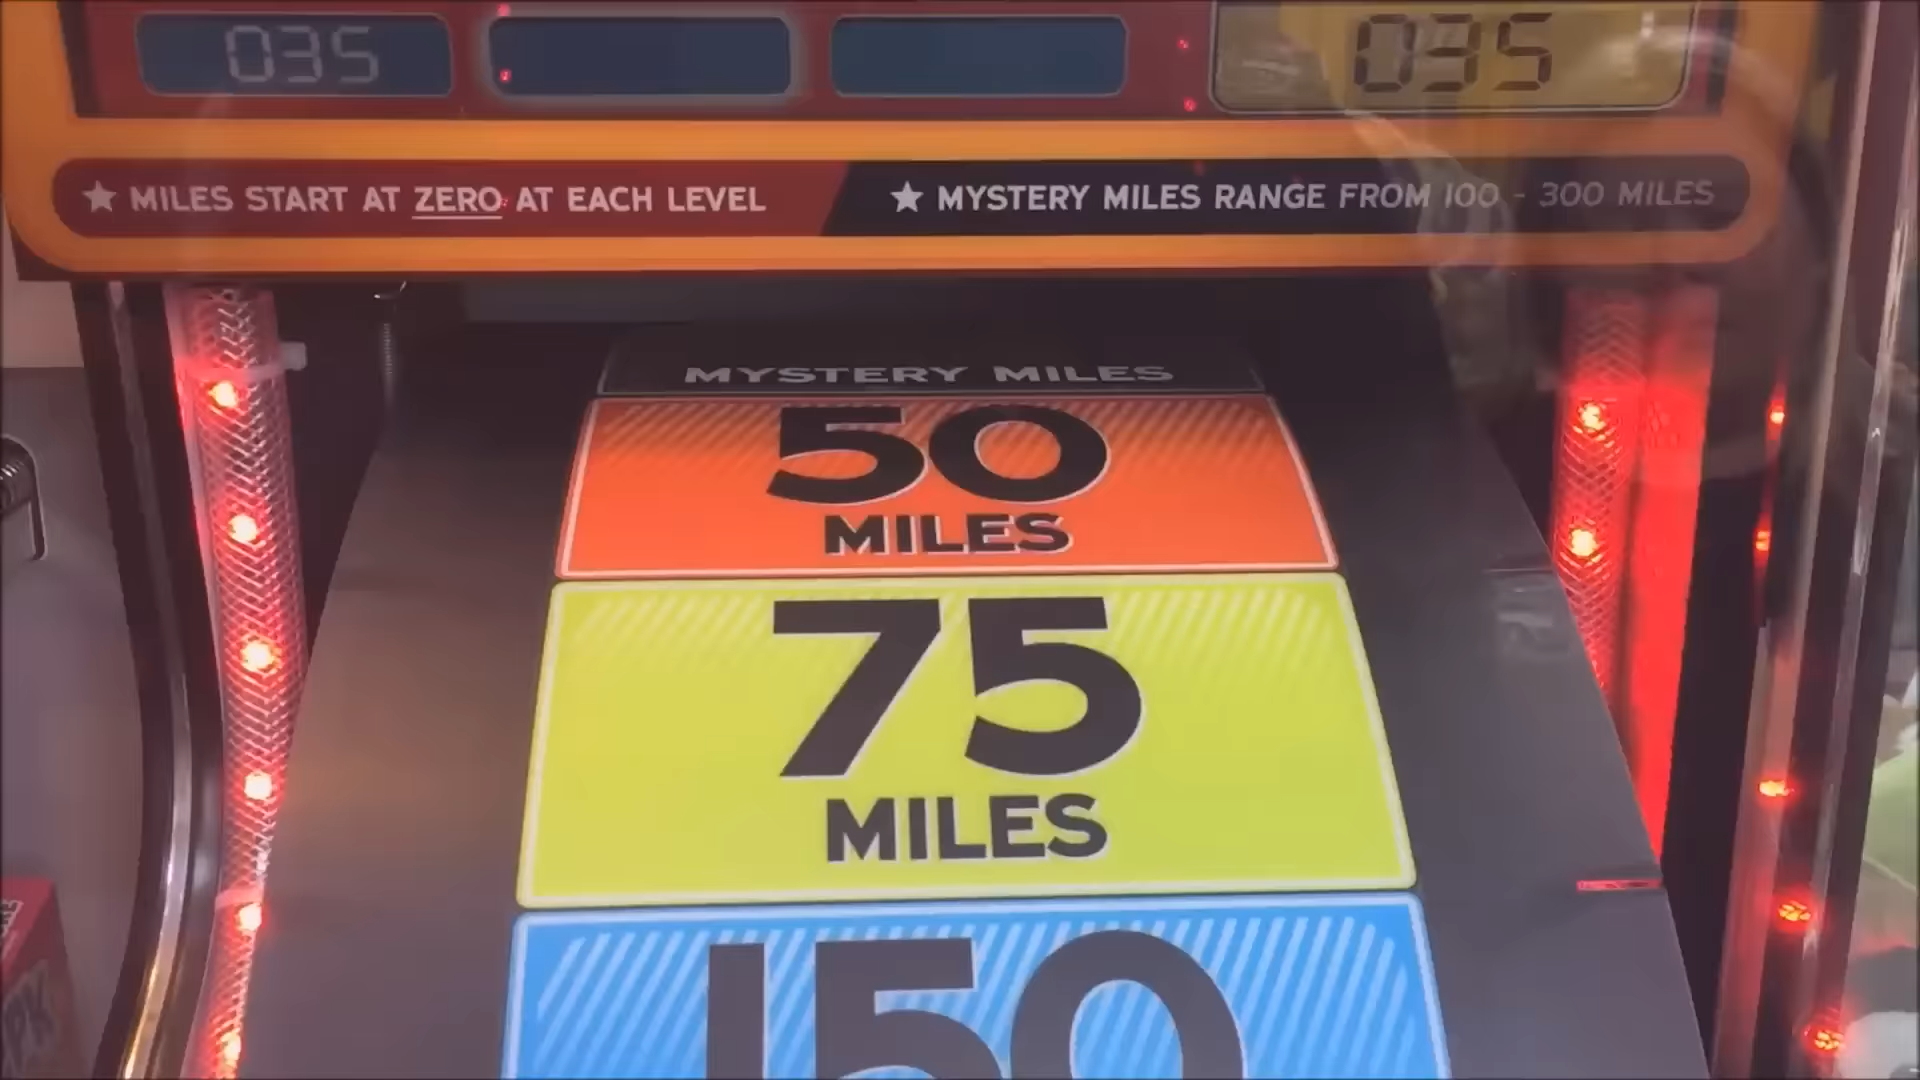 035
035
★ MILES START AT ZERO AT EACH LEVEL
★ MYSTERY MILES RANGE FROM 100 - 300 MILES
MYSTERY MILES
50
MILES
75
MILES
150